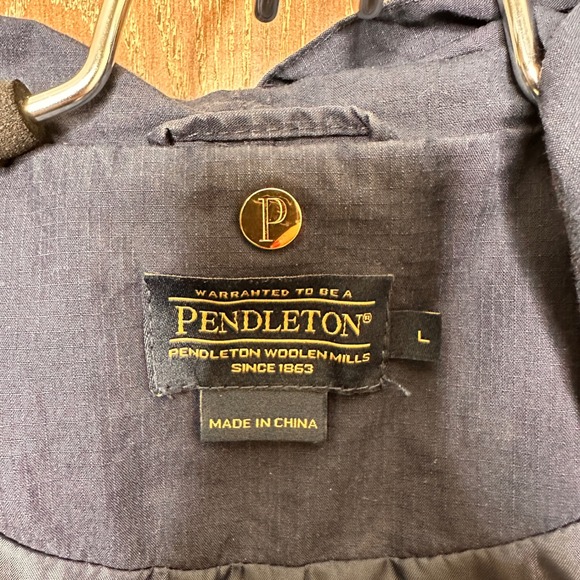 P
WARRANTED TO BE A
PENDLETON®
PENDLETON WOOLEN MILLS
SINCE 1863
L
MADE IN CHINA